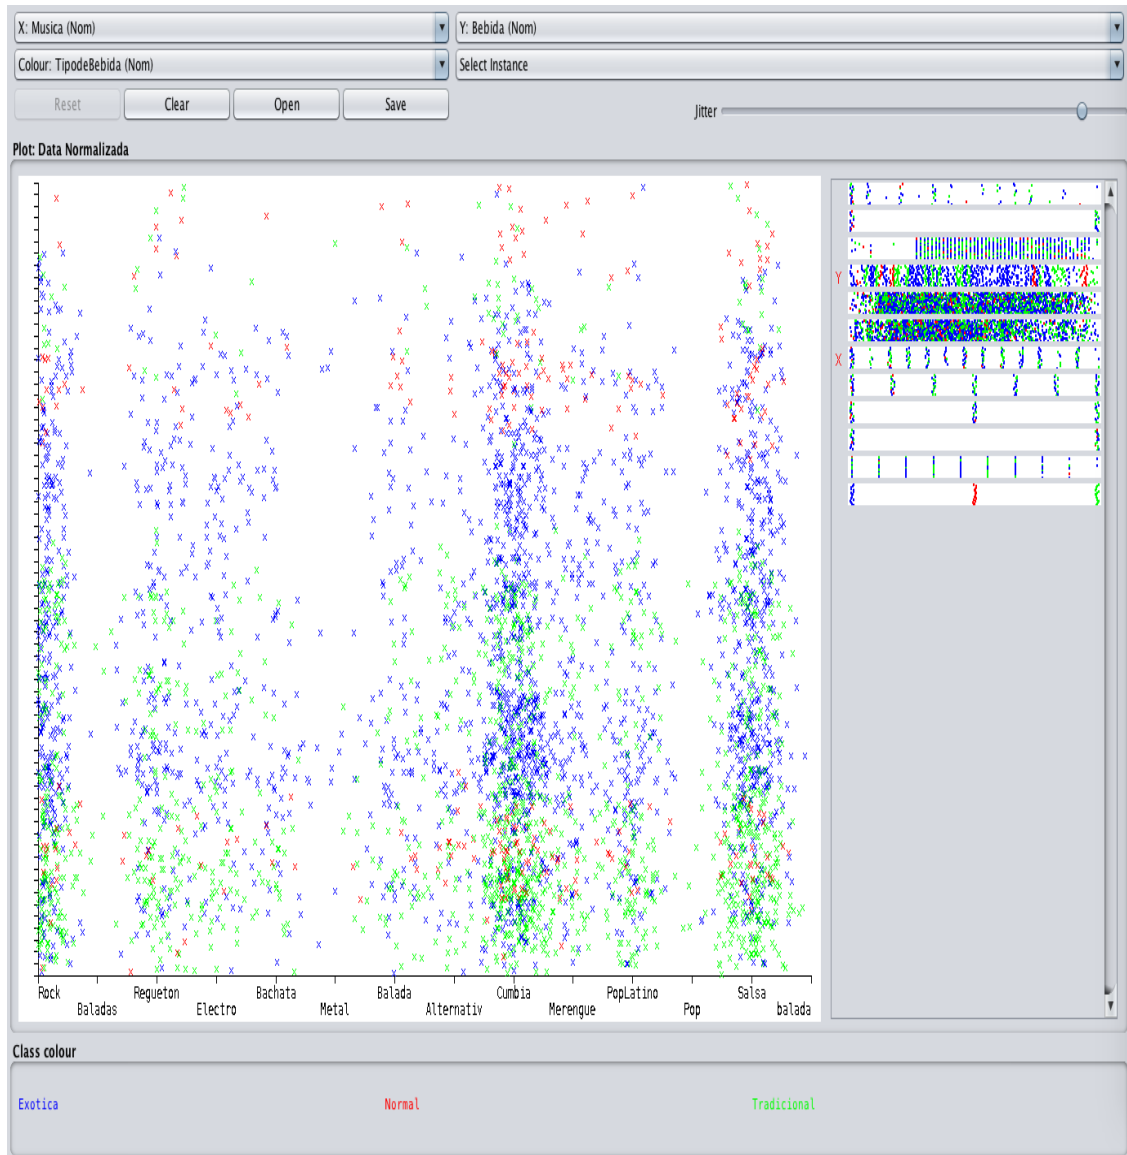 X: Musica (Nom) Y: Bebida (Nom)
Colour: TipodeBebida (Nom) Select Instance
Reset Clear Open Save Jitter
Plot: Data Normalizada
Y
X
Rock Regueton Bachata Balada Cumbia PopLatino Salsa
Baladas Electro Metal Alternativ Merengue Pop balada
Class colour
Exotica Normal Tradicional